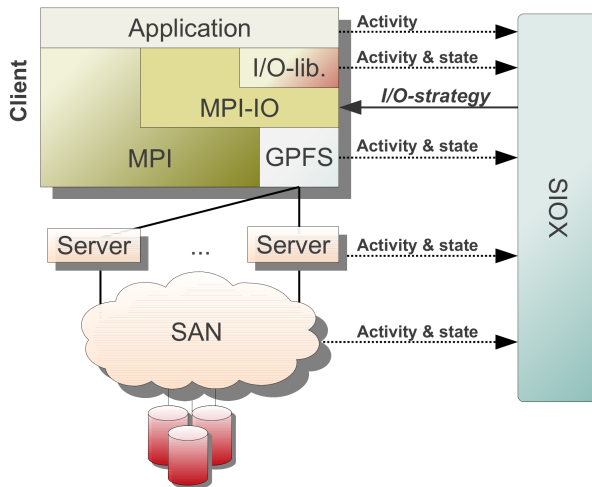 Application
Activity
I/O-lib.
Activity & state
Client
MPI-IO
I/O-strategy
MPI
GPFS
Activity & state
SIOX
Server
...
Server
Activity & state
SAN
Activity & state